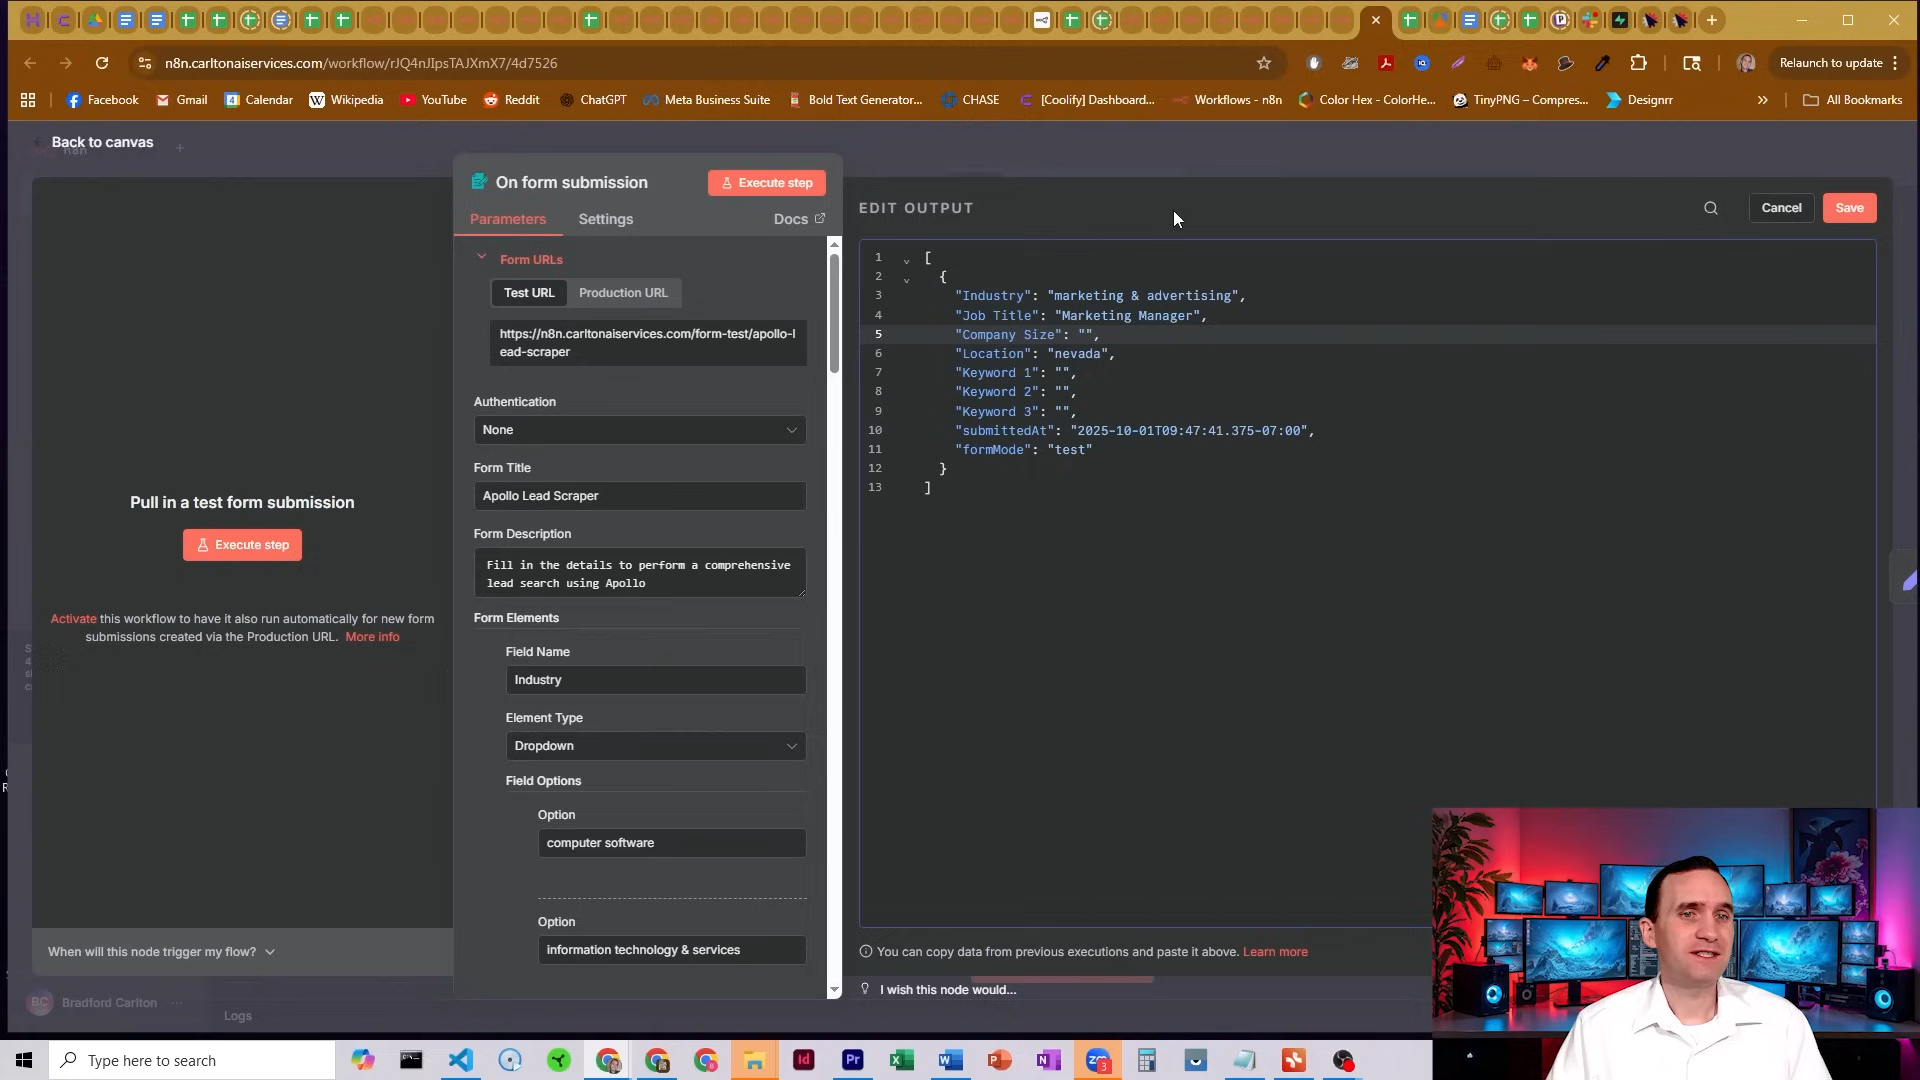 n8n.carltonaiservices.com/workflow/rJQ4nJIpsTAJXmX7/4d7526
Relaunch to update
Facebook
Gmail
Calendar
Wikipedia
YouTube
Reddit
ChatGPT
Meta Business Suite
Bold Text Generator...
CHASE
[Coolify] Dashboard...
Workflows - n8n
Color Hex - ColorHe...
TinyPNG – Compres...
Designrr
All Bookmarks
Back to canvas
On form submission
Execute step
Parameters
Settings
Docs
Form URLs
Test URL
Production URL
https://n8n.carltonaiservices.com/form-test/apollo-l
ead-scraper
Authentication
None
Form Title
Apollo Lead Scraper
Form Description
Fill in the details to perform a comprehensive
lead search using Apollo
Form Elements
Field Name
Industry
Element Type
Dropdown
Field Options
Option
computer software
Option
information technology & services
Pull in a test form submission
Execute step
Activate this workflow to have it also run automatically for new form
submissions created via the Production URL. More info
When will this node trigger my flow?
BC
Bradford Carlton
Logs
EDIT OUTPUT
Cancel
Save
1 [
2 {
3 "Industry": "marketing & advertising",
4 "Job Title": "Marketing Manager",
5 "Company Size": "",
6 "Location": "nevada",
7 "Keyword 1": "",
8 "Keyword 2": "",
9 "Keyword 3": "",
10 "submittedAt": "2025-10-01T09:47:41.375-07:00",
11 "formMode": "test"
12 }
13 ]
You can copy data from previous executions and paste it above. Learn more
I wish this node would...
Type here to search